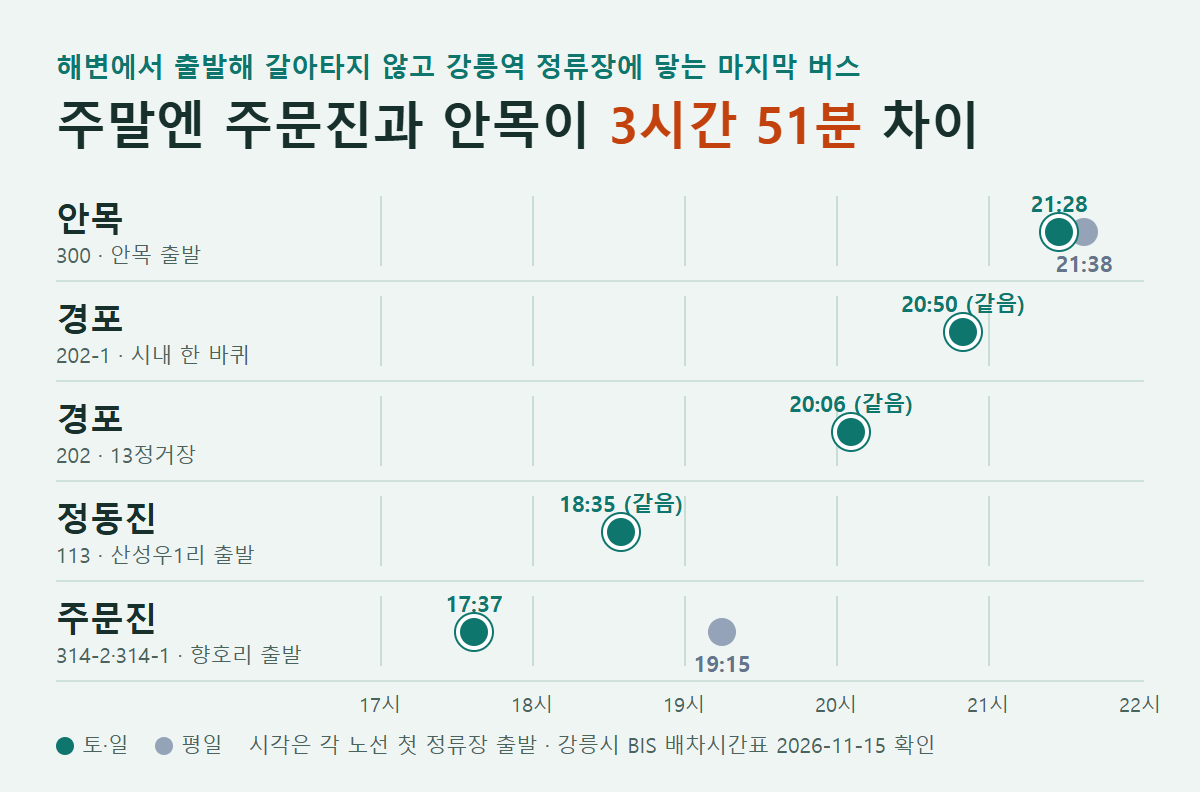 해변에서 출발해 갈아타지 않고 강릉역 정류장에 닿는 마지막 버스
주말엔 주문진과 안목이 3시간 51분 차이
안목
300 · 안목 출발
21:28
21:38
경포
202-1 · 시내 한 바퀴
20:50 (같음)
경포
202 · 13정거장
20:06 (같음)
정동진
113 · 산성우1리 출발
18:35 (같음)
주문진
314-2·314-1 · 향호리 출발
17:37
19:15
17시 18시 19시 20시 21시 22시
토·일 평일 시각은 각 노선 첫 정류장 출발 · 강릉시 BIS 배차시간표 2026-11-15 확인